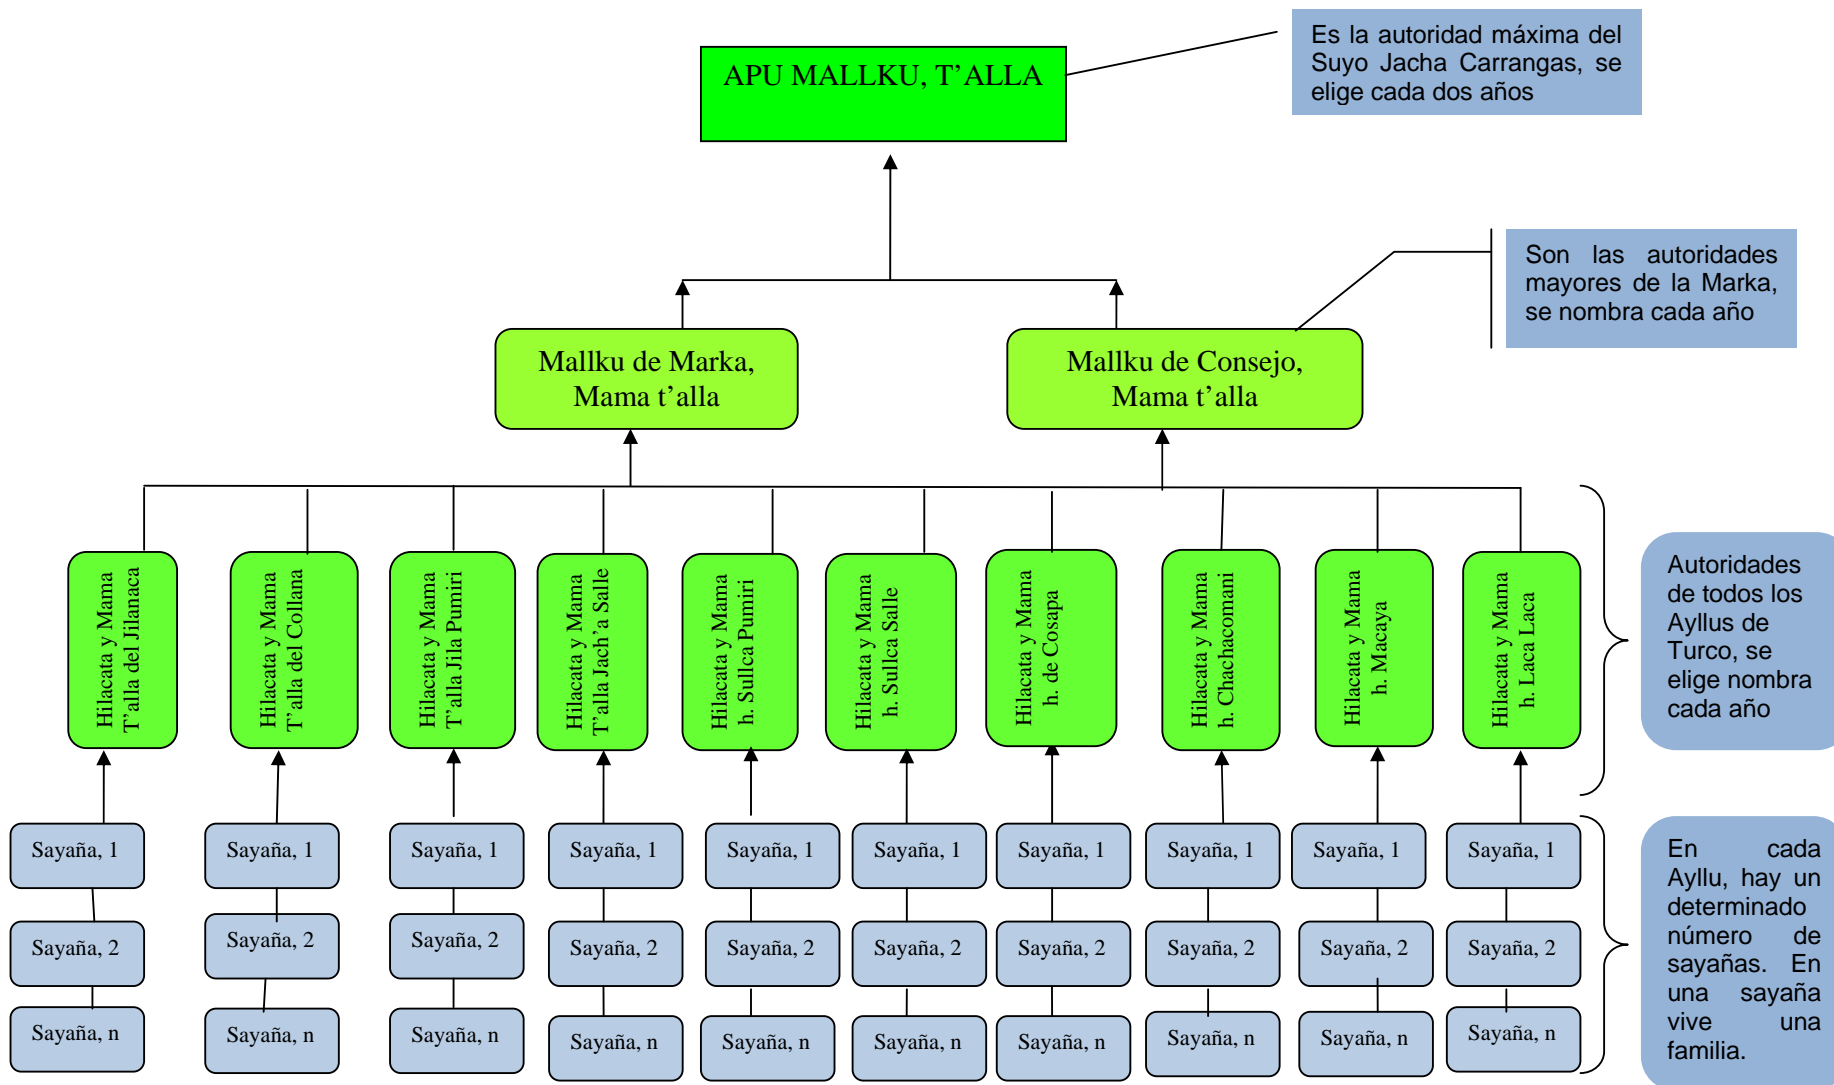 APU MALLKU, T’ALLA
Es la autoridad máxima del
Suyo Jacha Carrangas, se
elige cada dos años
Son las autoridades
mayores de la Marka,
se nombra cada año
Mallku de Marka,
Mama t’alla
Mallku de Consejo,
Mama t’alla
Hilacata y Mama
T’alla del Jilanaca
Hilacata y Mama
T’alla del Collana
Hilacata y Mama
T’alla Jila Pumiri
Hilacata y Mama
T’alla Jach’a Salle
Hilacata y Mama
h. Sullca Pumiri
Hilacata y Mama
h. Sullca Salle
Hilacata y Mama
h. de Cosapa
Hilacata y Mama
h. Chachacomani
Hilacata y Mama
h. Macaya
Hilacata y Mama
h. Laca Laca
Autoridades
de todos los
Ayllus de
Turco, se
elige nombra
cada año
Sayaña, 1
Sayaña, 1
Sayaña, 1
Sayaña, 1
Sayaña, 1
Sayaña, 1
Sayaña, 1
Sayaña, 1
Sayaña, 1
Sayaña, 1
Sayaña, 2
Sayaña, 2
Sayaña, 2
Sayaña, 2
Sayaña, 2
Sayaña, 2
Sayaña, 2
Sayaña, 2
Sayaña, 2
Sayaña, 2
Sayaña, n
Sayaña, n
Sayaña, n
Sayaña, n
Sayaña, n
Sayaña, n
Sayaña, n
Sayaña, n
Sayaña, n
Sayaña, n
En cada
Ayllu, hay un
determinado
número de
sayañas. En
una sayaña
vive una
familia.